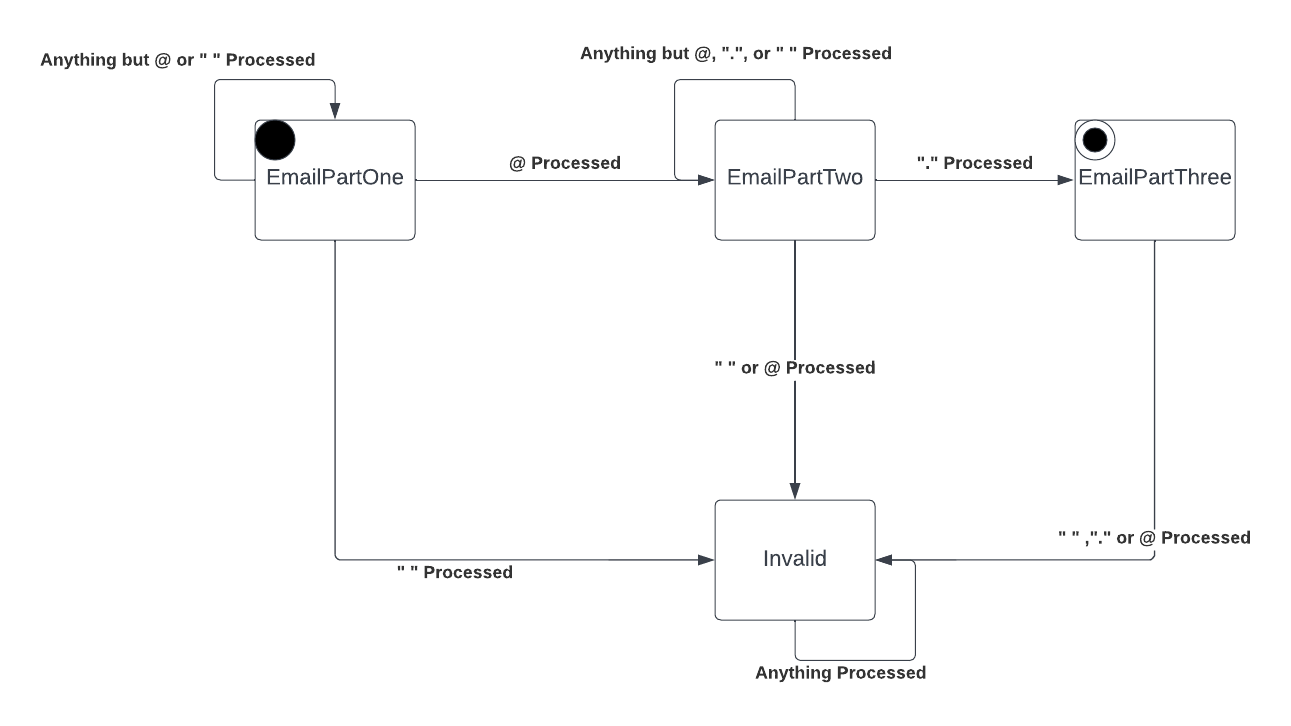 Anything but @ or " " Processed
Anything but @, ".", or " " Processed
@ Processed
"." Processed
EmailPartOne
EmailPartTwo
EmailPartThree
" " or @ Processed
" " ,"." or @ Processed
Invalid
" " Processed
Anything Processed